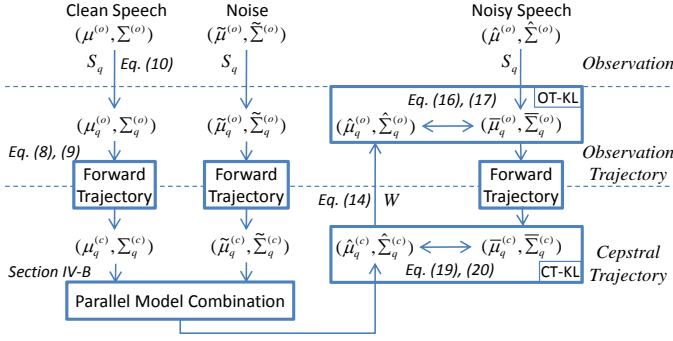 Clean Speech Noise Noisy Speech
(μ^(o), Σ^(o)) (μ̃^(o), Σ̃^(o)) (μ̂^(o), Σ̂^(o))
S_q Eq. (10) S_q S_q Observation
Eq. (16), (17) OT-KL
(μ_q^(o), Σ_q^(o)) (μ̃_q^(o), Σ̃_q^(o)) (μ̂_q^(o), Σ̂_q^(o)) (μ̄_q^(o), Σ̄_q^(o))
Eq. (8), (9) Observation
Forward Forward Forward
Trajectory Trajectory Trajectory Trajectory
Eq. (14) W
(μ_q^(c), Σ_q^(c)) (μ̃_q^(c), Σ̃_q^(c)) (μ̂_q^(c), Σ̂_q^(c)) (μ̄_q^(c), Σ̄_q^(c)) Cepstral
Section IV-B Eq. (19), (20) CT-KL Trajectory
Parallel Model Combination